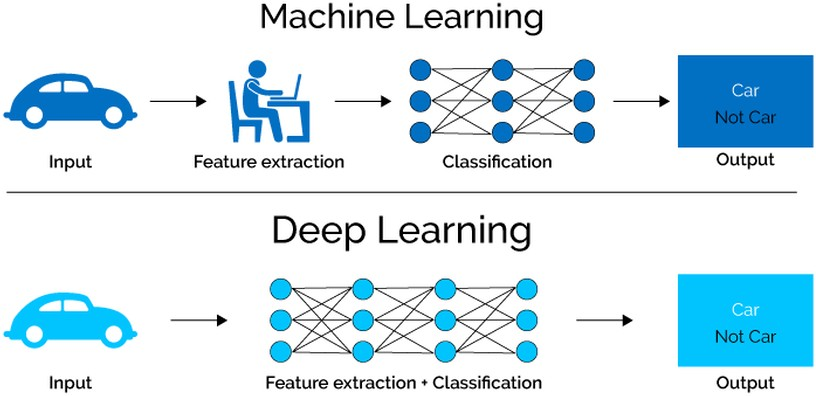 Machine Learning
Car
Not Car
Input
Feature extraction
Classification
Output
Deep Learning
Car
Not Car
Input
Feature extraction + Classification
Output